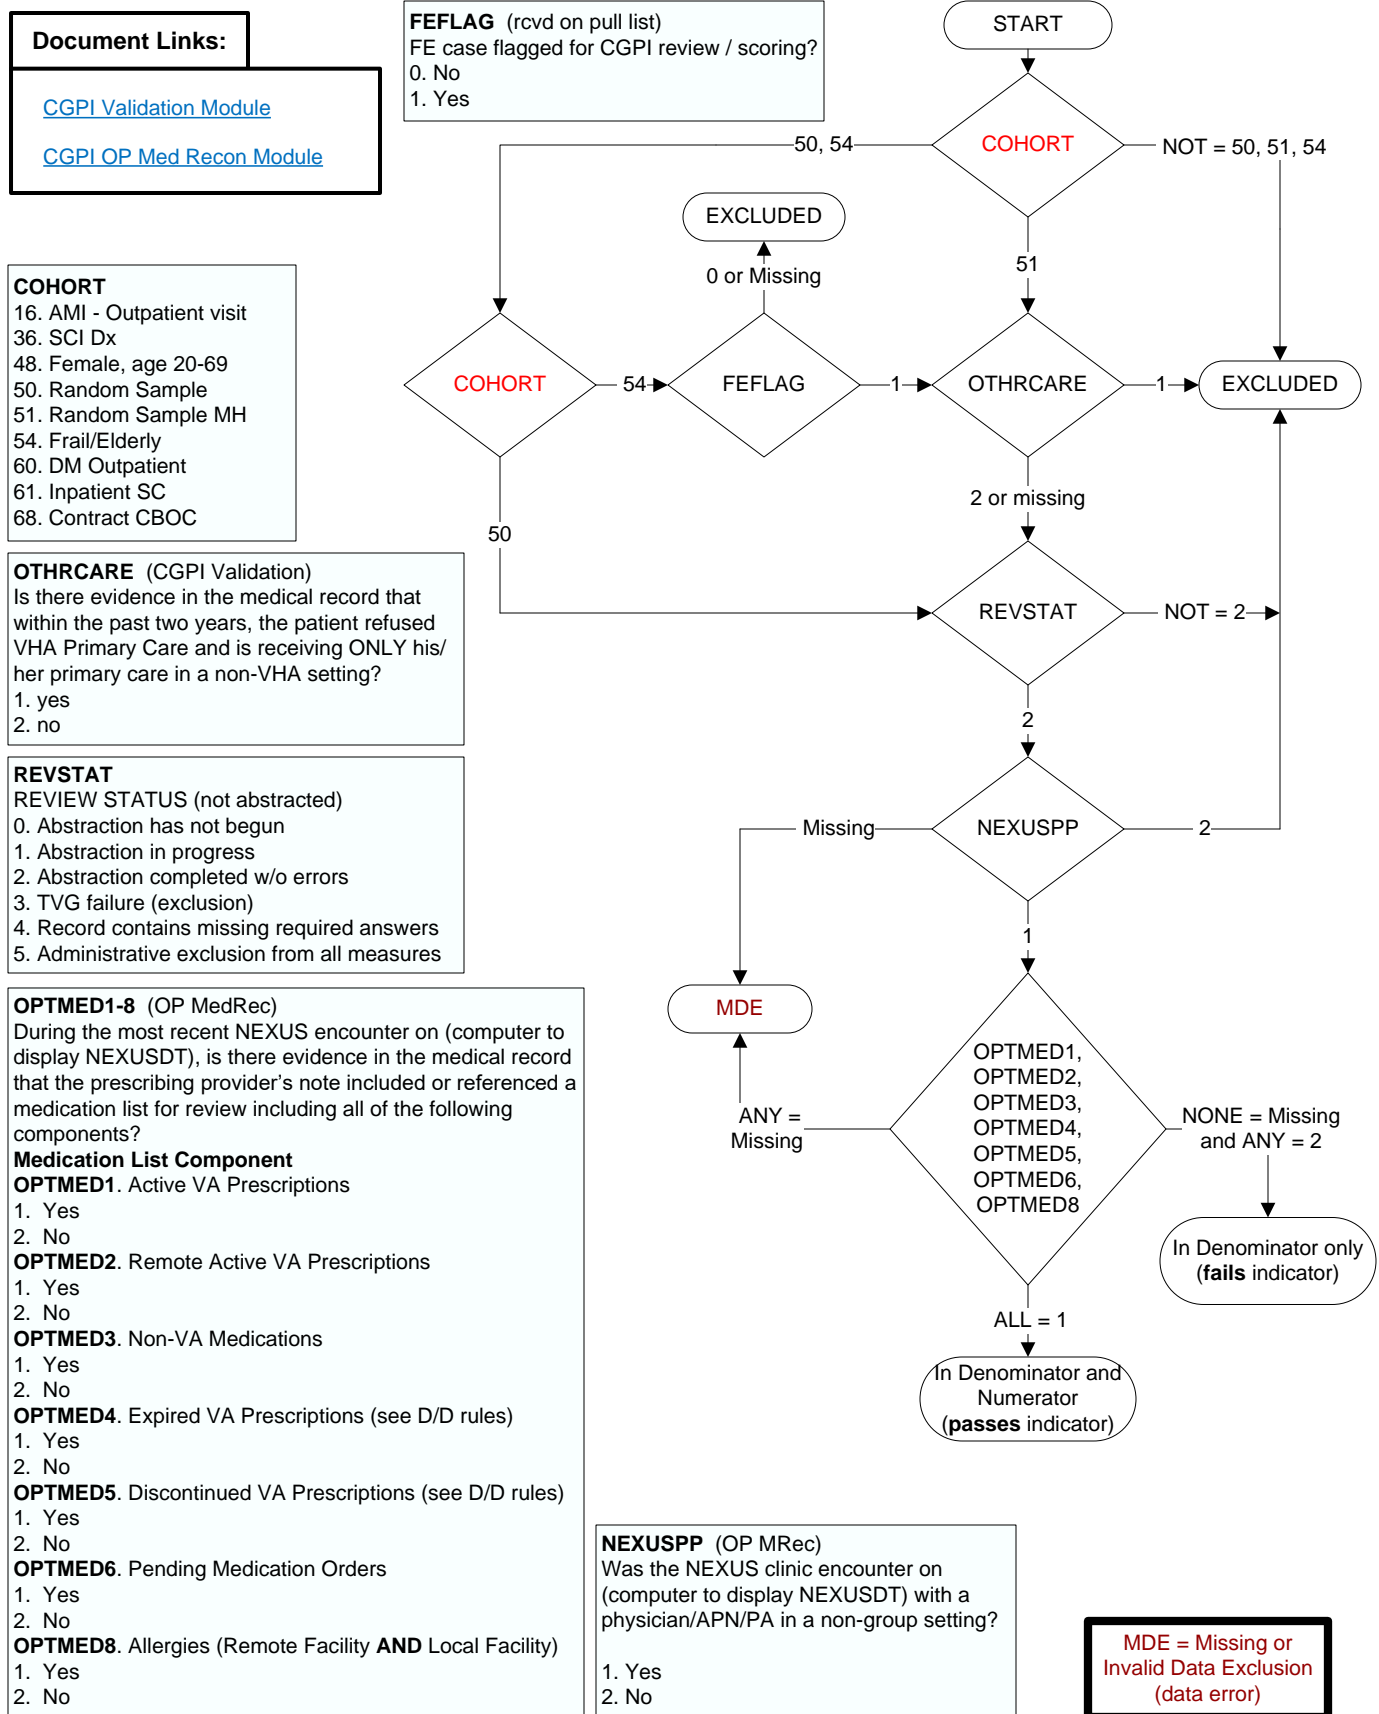 Document Links:
CGPI Validation Module
CGPI OP Med Recon Module
FEFLAG (rcvd on pull list)
FE case flagged for CGPI review / scoring?
0. No
1. Yes
START
COHORT
50, 54
NOT = 50, 51, 54
51
EXCLUDED
0 or Missing
COHORT
54
FEFLAG
1
OTHRCARE
1
EXCLUDED
2 or missing
50
REVSTAT
NOT = 2
2
NEXUSPP
Missing
2
1
MDE
OPTMED1,
OPTMED2,
OPTMED3,
OPTMED4,
OPTMED5,
OPTMED6,
OPTMED8
ANY =
Missing
NONE = Missing
and ANY = 2
In Denominator only
(fails indicator)
ALL = 1
In Denominator and
Numerator
(passes indicator)
COHORT
16. AMI - Outpatient visit
36. SCI Dx
48. Female, age 20-69
50. Random Sample
51. Random Sample MH
54. Frail/Elderly
60. DM Outpatient
61. Inpatient SC
68. Contract CBOC
OTHRCARE (CGPI Validation)
Is there evidence in the medical record that
within the past two years, the patient refused
VHA Primary Care and is receiving ONLY his/
her primary care in a non-VHA setting?
1. yes
2. no
REVSTAT
REVIEW STATUS (not abstracted)
0. Abstraction has not begun
1. Abstraction in progress
2. Abstraction completed w/o errors
3. TVG failure (exclusion)
4. Record contains missing required answers
5. Administrative exclusion from all measures
OPTMED1-8 (OP MedRec)
During the most recent NEXUS encounter on (computer to
display NEXUSDT), is there evidence in the medical record
that the prescribing provider's note included or referenced a
medication list for review including all of the following
components?
Medication List Component
OPTMED1. Active VA Prescriptions
1. Yes
2. No
OPTMED2. Remote Active VA Prescriptions
1. Yes
2. No
OPTMED3. Non-VA Medications
1. Yes
2. No
OPTMED4. Expired VA Prescriptions (see D/D rules)
1. Yes
2. No
OPTMED5. Discontinued VA Prescriptions (see D/D rules)
1. Yes
2. No
OPTMED6. Pending Medication Orders
1. Yes
2. No
OPTMED8. Allergies (Remote Facility AND Local Facility)
1. Yes
2. No
NEXUSPP (OP MRec)
Was the NEXUS clinic encounter on
(computer to display NEXUSDT) with a
physician/APN/PA in a non-group setting?
1. Yes
2. No
MDE = Missing or
Invalid Data Exclusion
(data error)